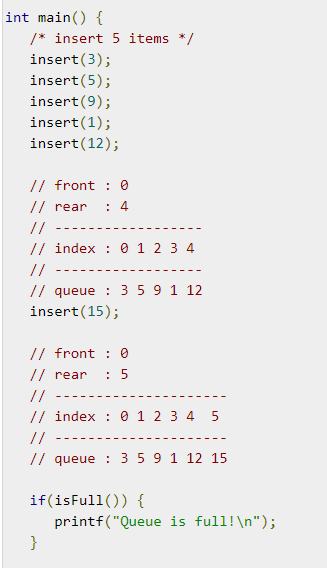 int main() {
/* insert 5 items */
insert(3);
insert(5);
insert(9);
insert(1);
insert(12);
// front : 0
// rear  : 4
// ------------------
// index : 0 1 2 3 4
// ------------------
// queue : 3 5 9 1 12
insert(15);
// front : 0
// rear  : 5
// ---------------------
// index : 0 1 2 3 4  5
// ---------------------
// queue : 3 5 9 1 12 15
if(isFull()) {
printf("Queue is full!\n");
}